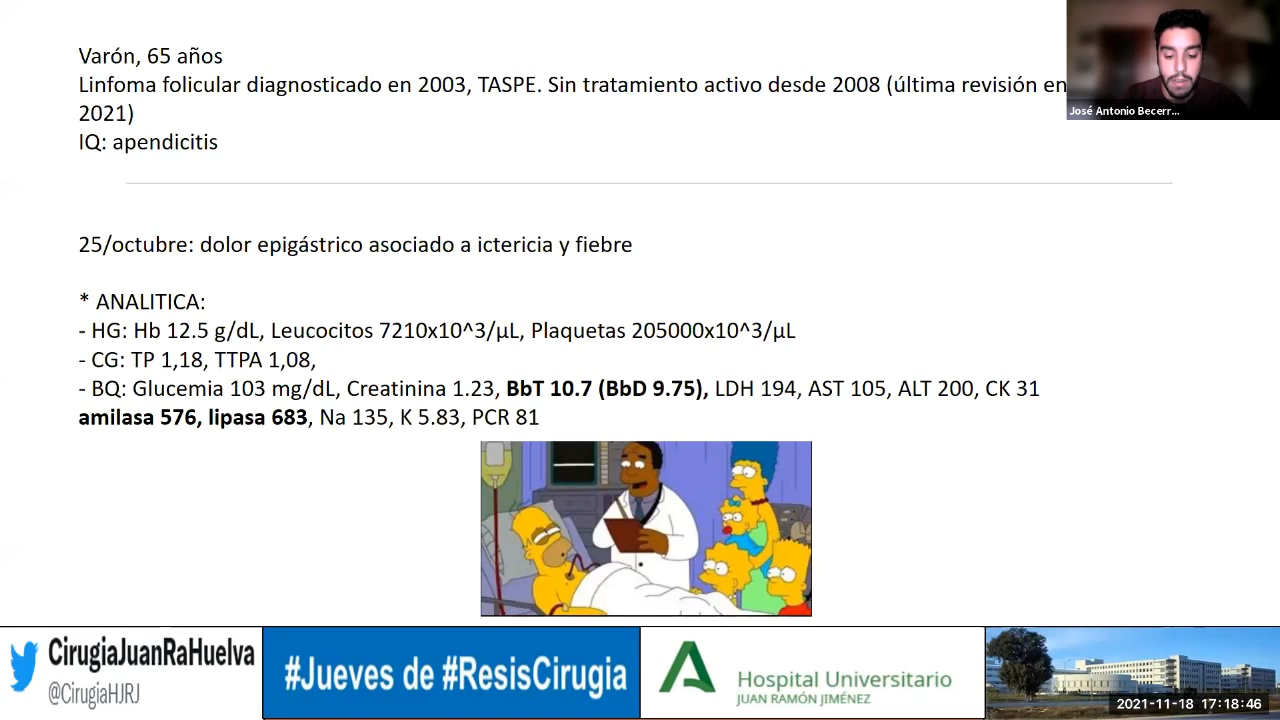 Varón, 65 años
Linfoma folicular diagnosticado en 2003, TASPE. Sin tratamiento activo desde 2008 (última revisión en
2021)
IQ: apendicitis
José Antonio Becerr...
25/octubre: dolor epigástrico asociado a ictericia y fiebre
* ANALITICA:
- HG: Hb 12.5 g/dL, Leucocitos 7210x10^3/μL, Plaquetas 205000x10^3/μL
- CG: TP 1,18, TTPA 1,08,
- BQ: Glucemia 103 mg/dL, Creatinina 1.23, BbT 10.7 (BbD 9.75), LDH 194, AST 105, ALT 200, CK 31
amilasa 576, lipasa 683, Na 135, K 5.83, PCR 81
CirugiaJuanRaHuelva
@CirugiaHJRJ
#Jueves de #ResisCirugia
Hospital Universitario
JUAN RAMÓN JIMÉNEZ
2021-11-18 17:18:46